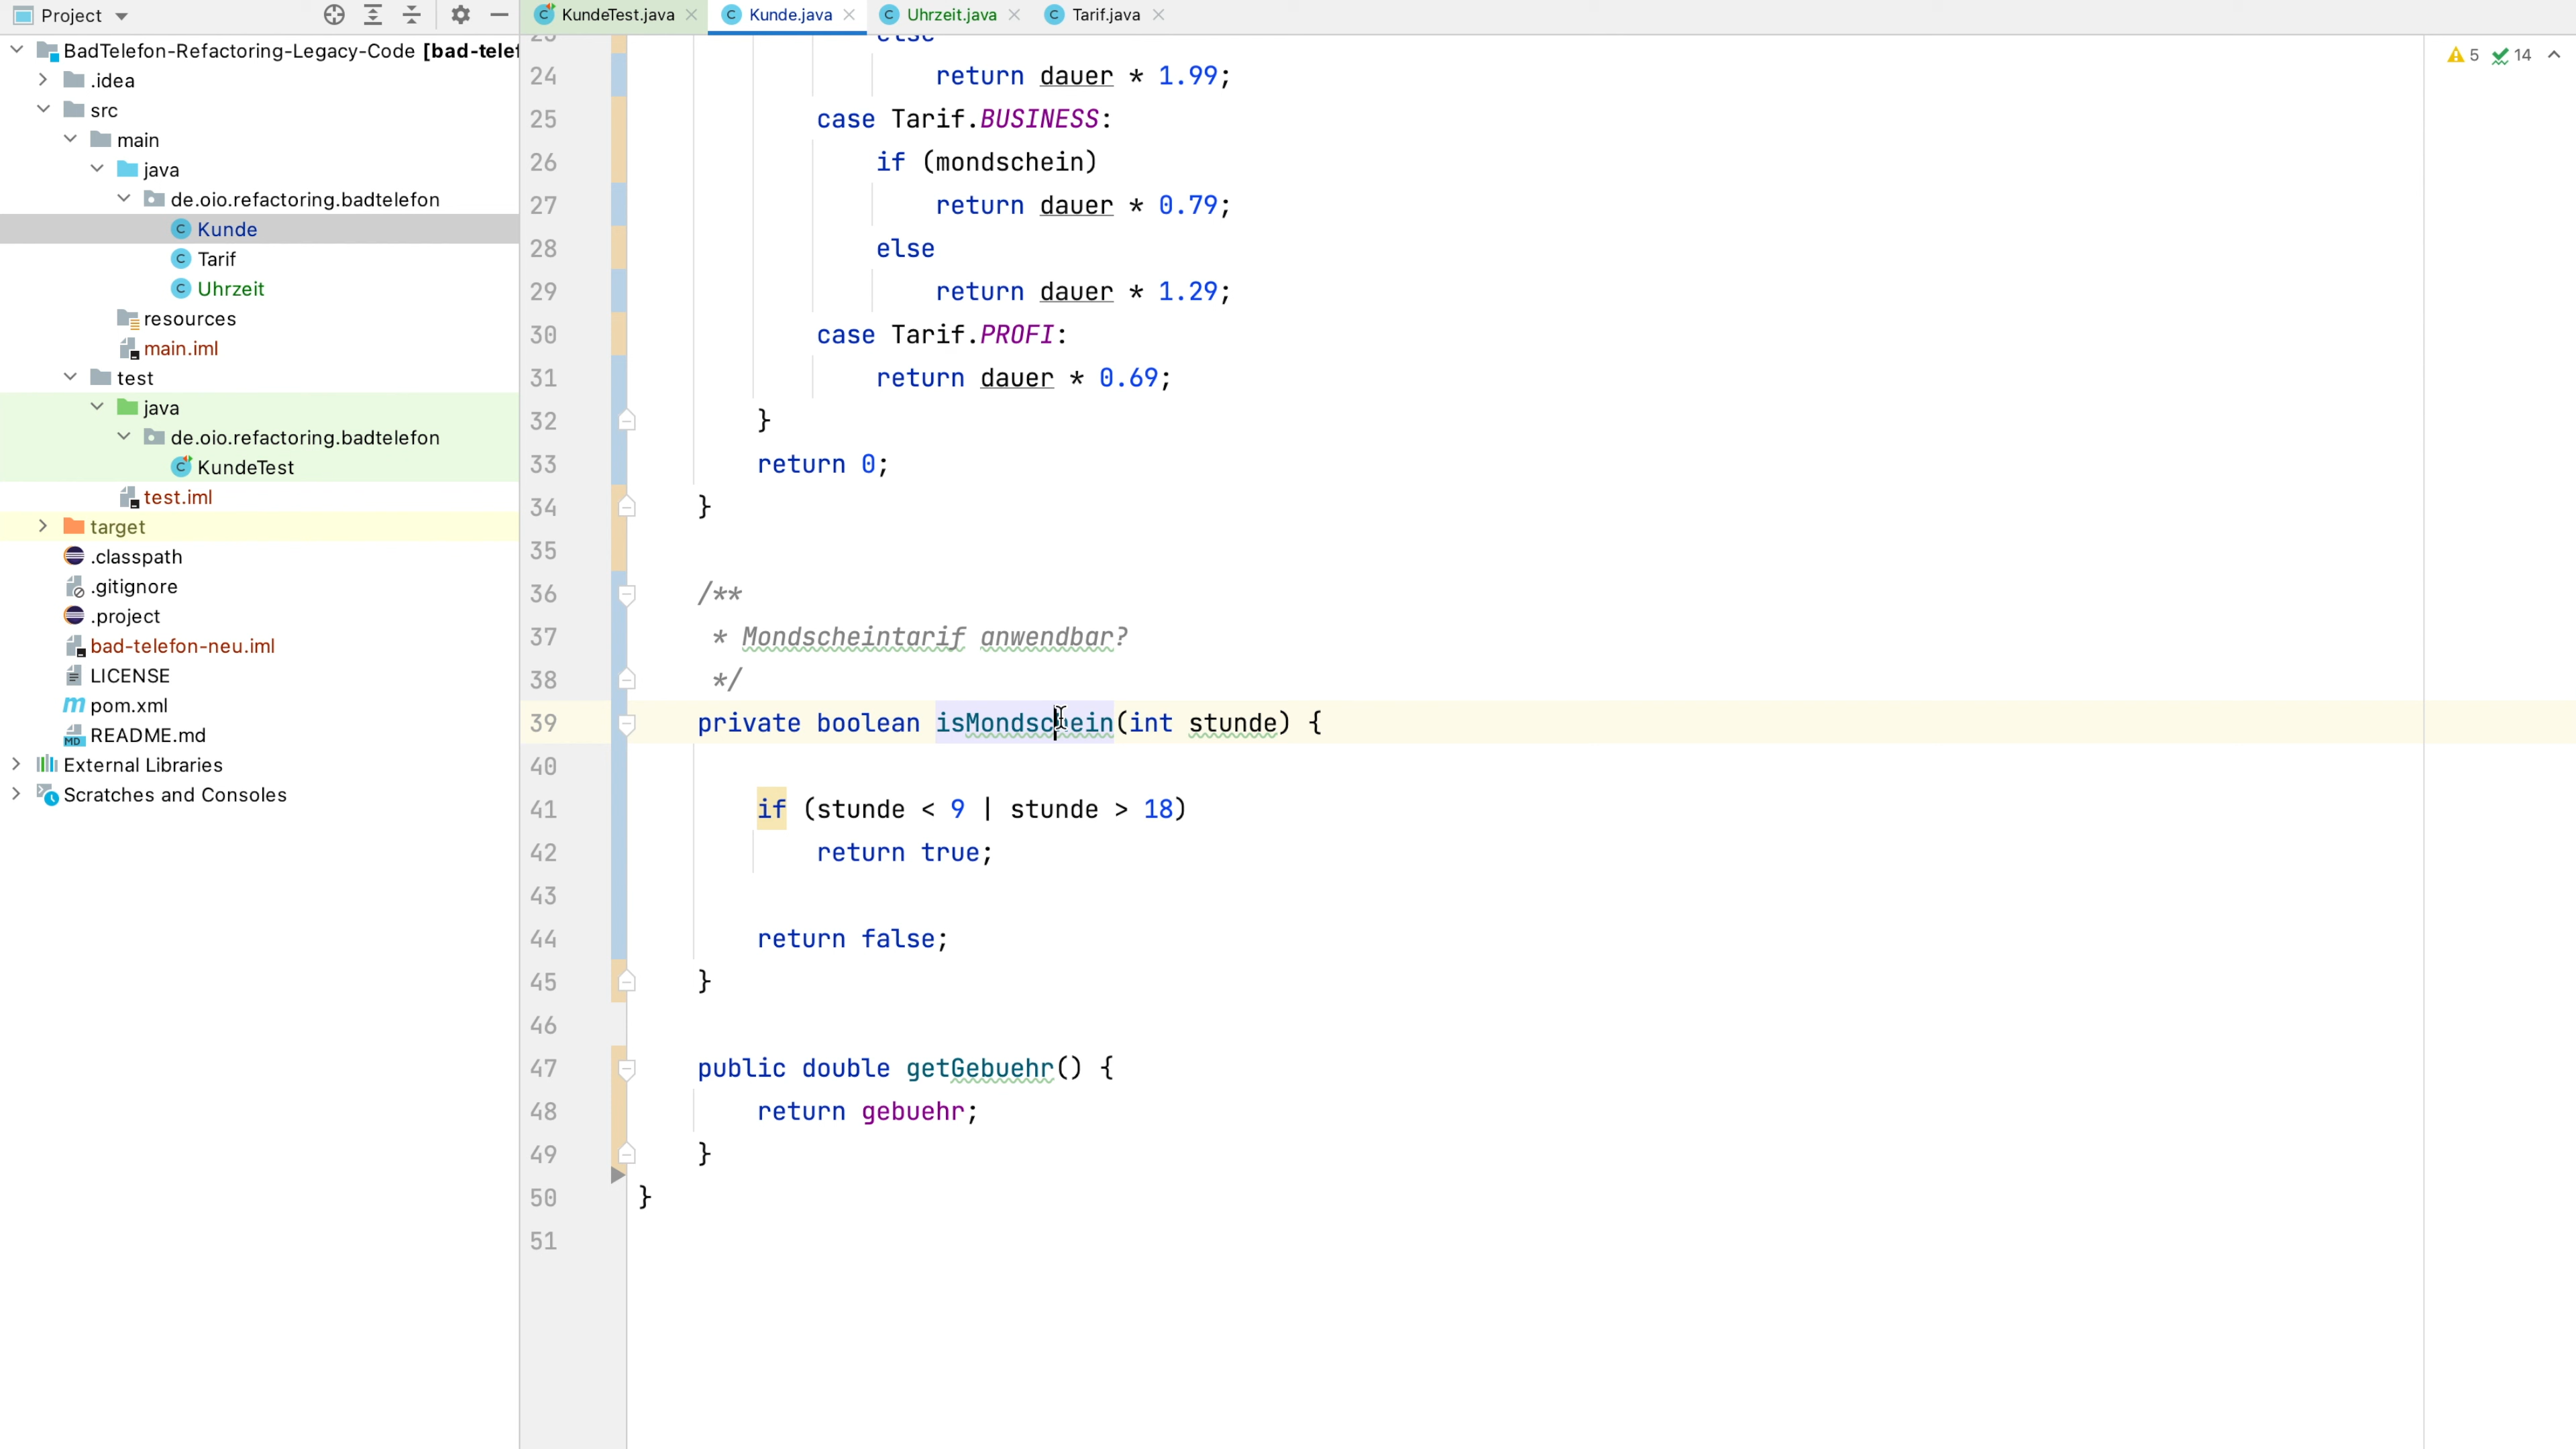 Project
BadTelefon-Refactoring-Legacy-Code [bad-telef
.idea
src
main
java
de.oio.refactoring.badtelefon
Kunde
Tarif
Uhrzeit
resources
main.iml
test
java
de.oio.refactoring.badtelefon
KundeTest
test.iml
target
.classpath
.gitignore
.project
bad-telefon-neu.iml
LICENSE
pom.xml
README.md
External Libraries
Scratches and Consoles
KundeTest.java
Kunde.java
Uhrzeit.java
Tarif.java
5 14
23 else
24 return dauer * 1.99;
25 case Tarif.BUSINESS:
26 if (mondschein)
27 return dauer * 0.79;
28 else
29 return dauer * 1.29;
30 case Tarif.PROFI:
31 return dauer * 0.69;
32 }
33 return 0;
34 }
35
36 /**
37 * Mondscheintarif anwendbar?
38 */
39 private boolean isMondschein(int stunde) {
40
41 if (stunde < 9 | stunde > 18)
42 return true;
43
44 return false;
45 }
46
47 public double getGebuehr() {
48 return gebuehr;
49 }
50 }
51